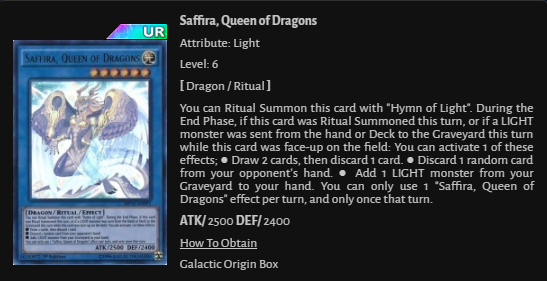 UR
SAFFIRA, QUEEN OF DRAGONS
[DRAGON / RITUAL / EFFECT]
ATK/2500 DEF/2400
Saffira, Queen of Dragons
Attribute: Light
Level: 6
[ Dragon / Ritual ]
You can Ritual Summon this card with "Hymn of Light". During the
End Phase, if this card was Ritual Summoned this turn, or if a LIGHT
monster was sent from the hand or Deck to the Graveyard this turn
while this card was face-up on the field: You can activate 1 of these
effects; ● Draw 2 cards, then discard 1 card. ● Discard 1 random card
from your opponent's hand. ● Add 1 LIGHT monster from your
Graveyard to your hand. You can only use 1 "Saffira, Queen of
Dragons" effect per turn, and only once that turn.
ATK/ 2500 DEF/ 2400
How To Obtain
Galactic Origin Box